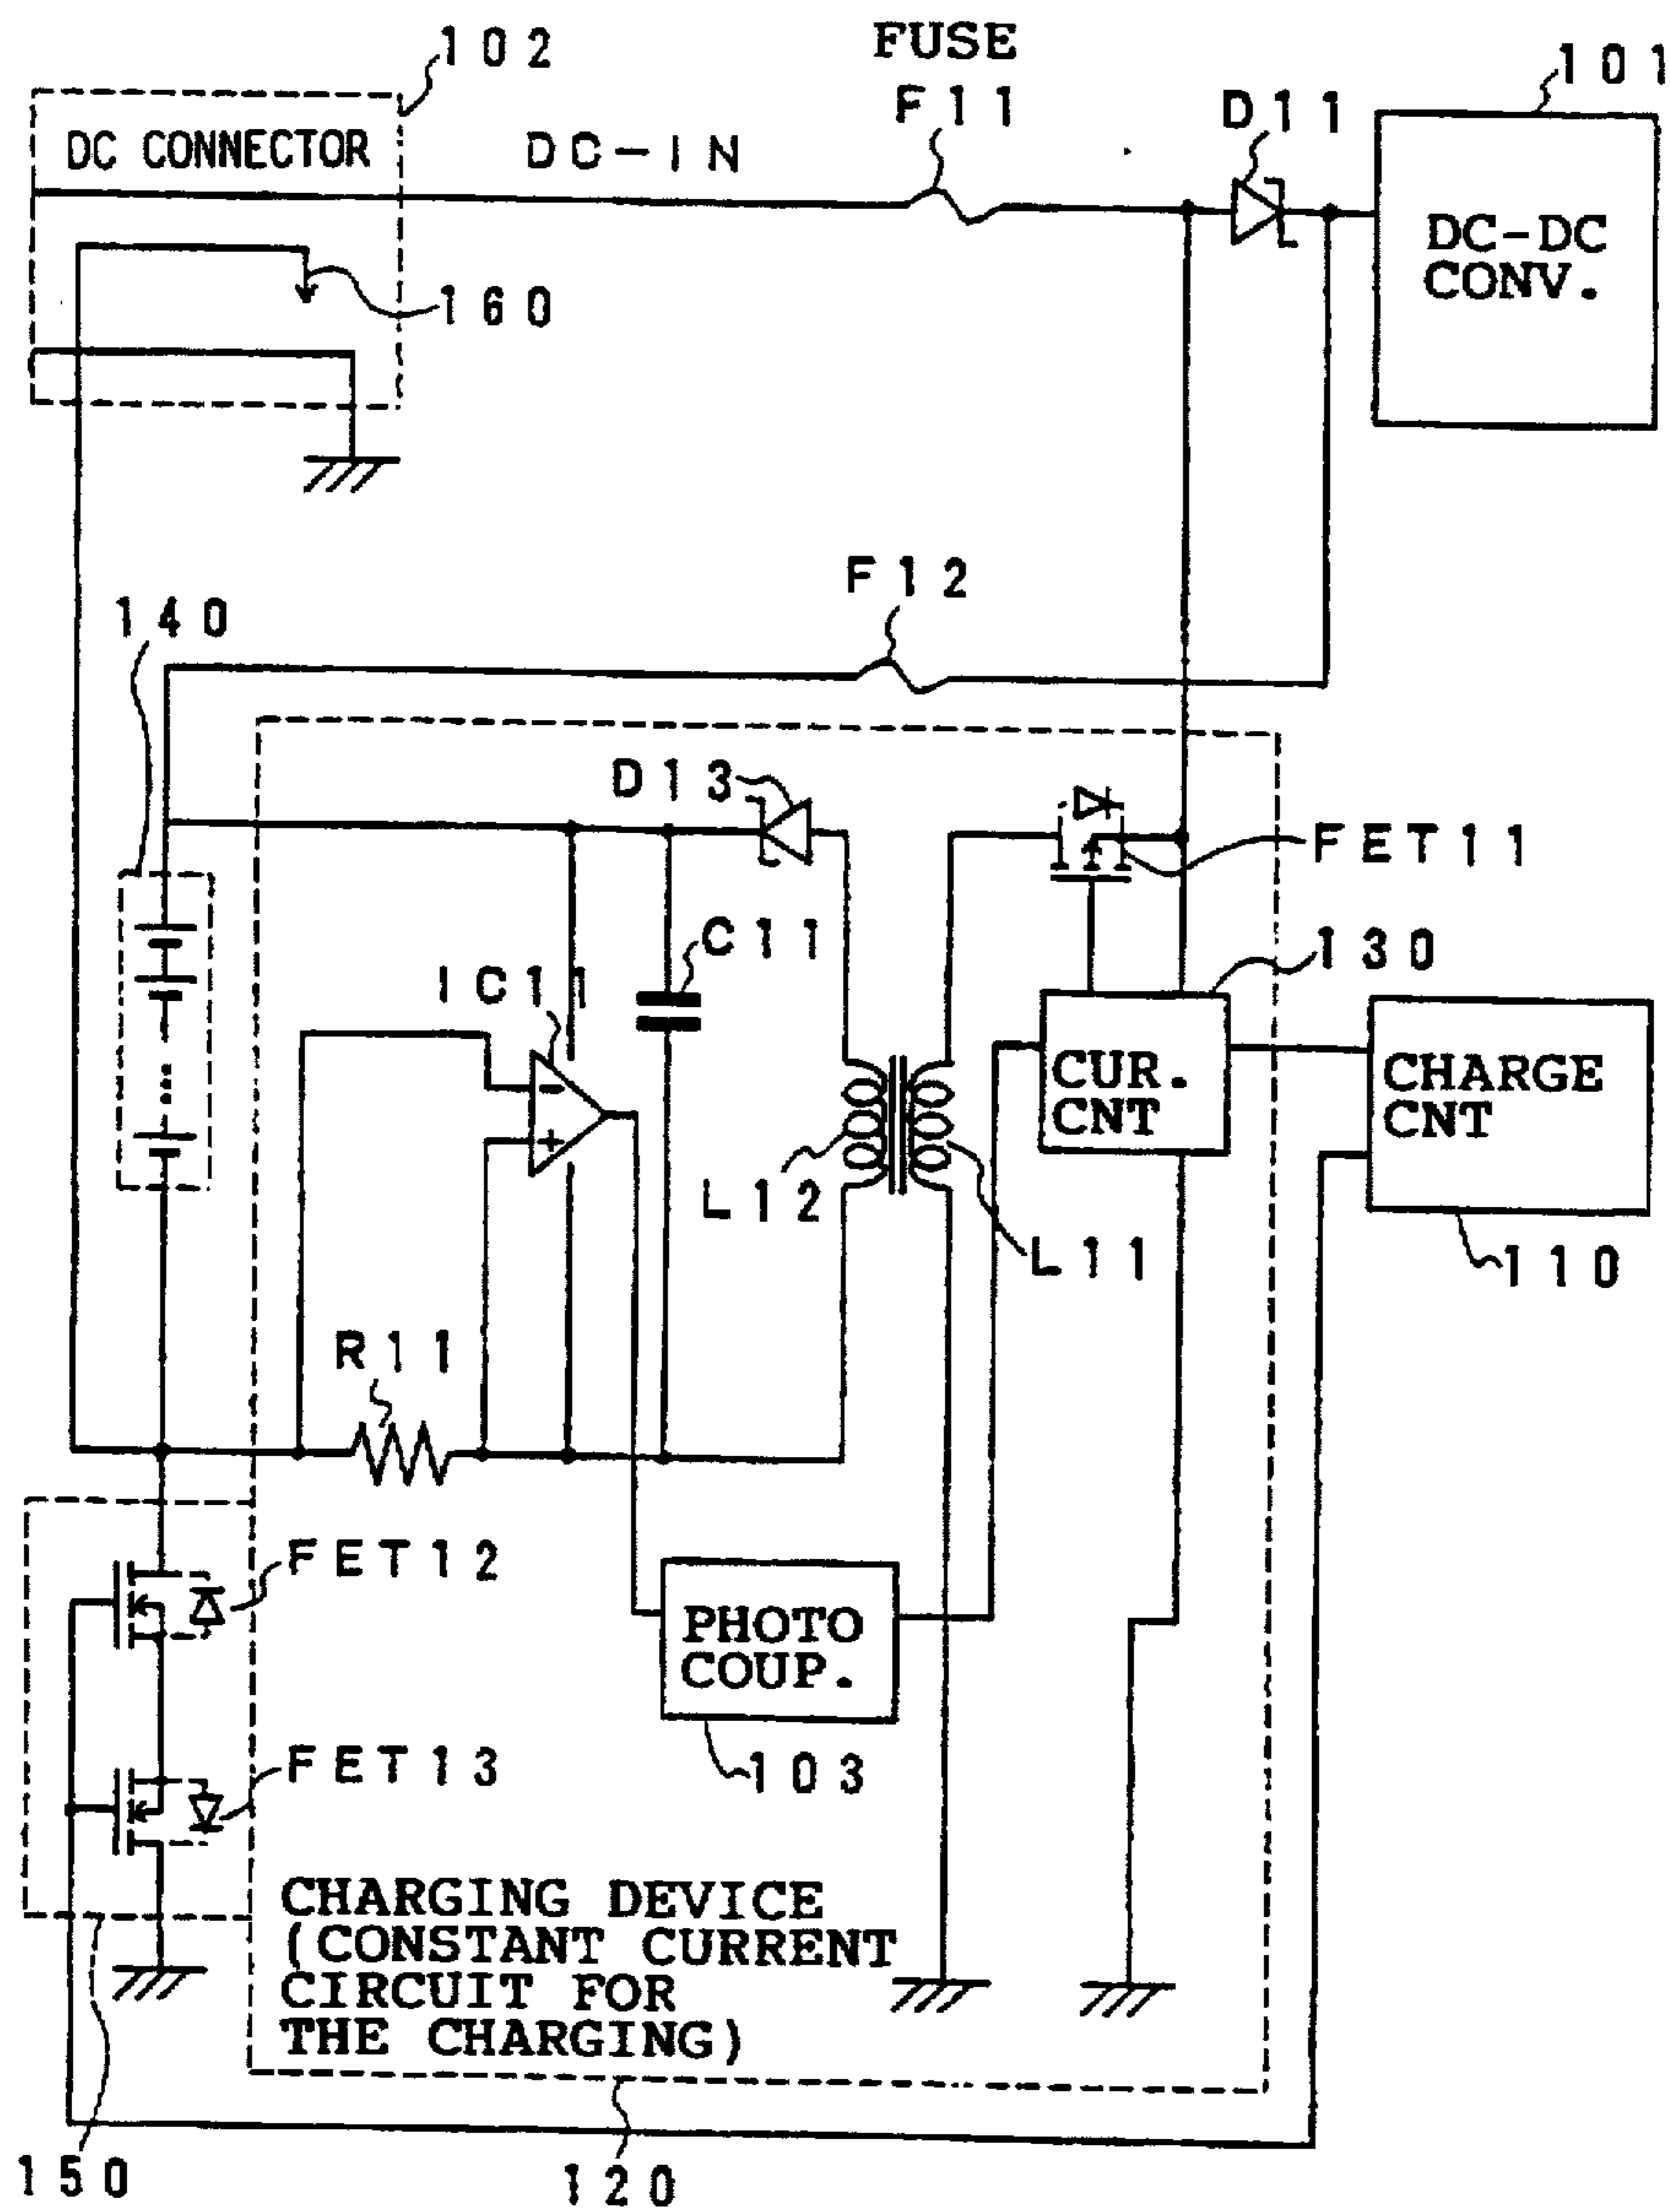 102
FUSE
F11
D11
101
DC CONNECTOR
DC-IN
DC-DC
CONV.
160
F12
140
D13
FET11
C11
130
IC11
-
+
CUR.
CNT
CHARGE
CNT
L12
L11
110
R11
FET12
PHOTO
COUP.
FET13
103
CHARGING DEVICE
(CONSTANT CURRENT
CIRCUIT FOR
THE CHARGING)
150
120